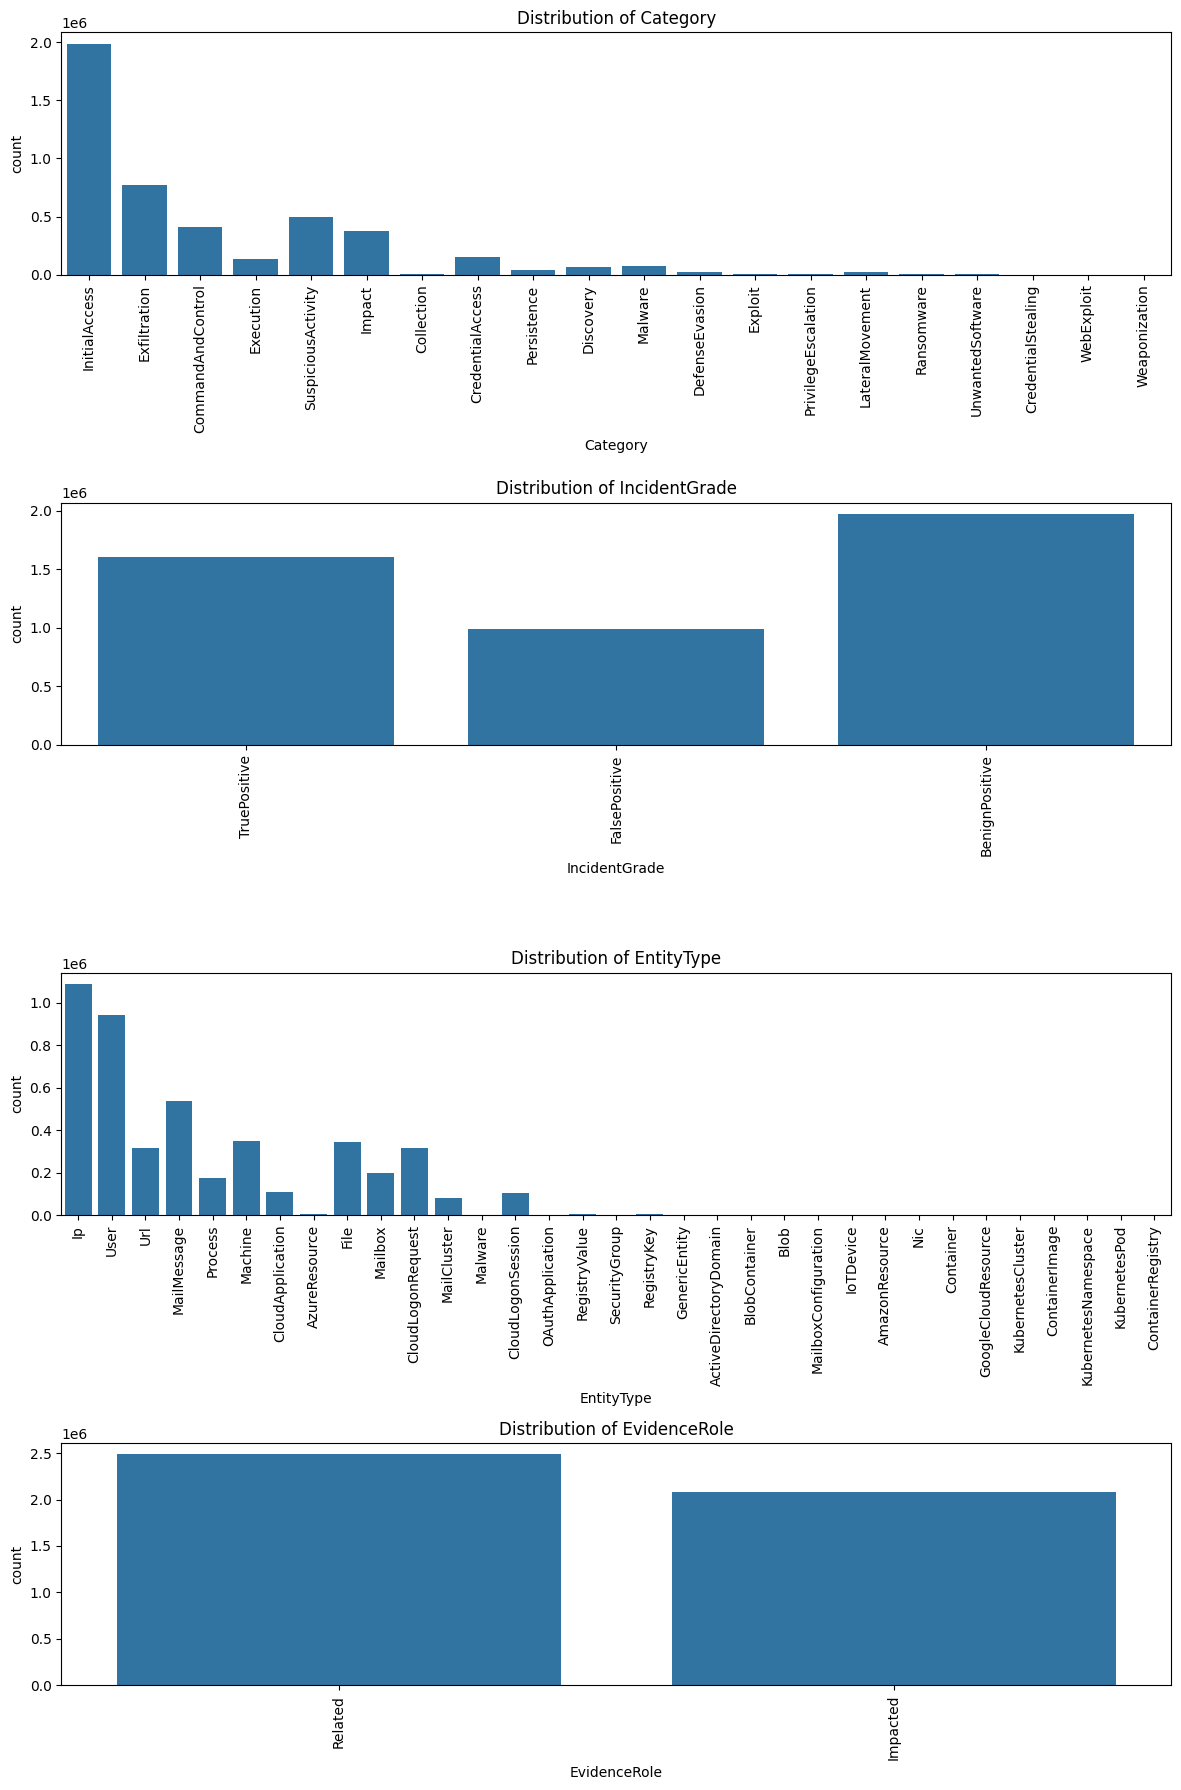 Distribution of Category
1e6
2.0
1.5
1.0
0.5
0.0
count
InitialAccess
Exfiltration
CommandAndControl
Execution
SuspiciousActivity
Impact
Collection
CredentialAccess
Persistence
Discovery
Malware
DefenseEvasion
Exploit
PrivilegeEscalation
LateralMovement
Ransomware
UnwantedSoftware
CredentialStealing
WebExploit
Weaponization
Category
Distribution of IncidentGrade
1e6
2.0
1.5
1.0
0.5
0.0
count
TruePositive
FalsePositive
BenignPositive
IncidentGrade
Distribution of EntityType
1e6
1.0
0.8
0.6
0.4
0.2
0.0
count
Ip
User
Url
MailMessage
Process
Machine
CloudApplication
AzureResource
File
Mailbox
CloudLogonRequest
MailCluster
Malware
CloudLogonSession
OAuthApplication
RegistryValue
SecurityGroup
RegistryKey
GenericEntity
ActiveDirectoryDomain
BlobContainer
Blob
MailboxConfiguration
IoTDevice
AmazonResource
Nic
Container
GoogleCloudResource
KubernetesCluster
ContainerImage
KubernetesNamespace
KubernetesPod
ContainerRegistry
EntityType
Distribution of EvidenceRole
1e6
2.5
2.0
1.5
1.0
0.5
0.0
count
Related
Impacted
EvidenceRole